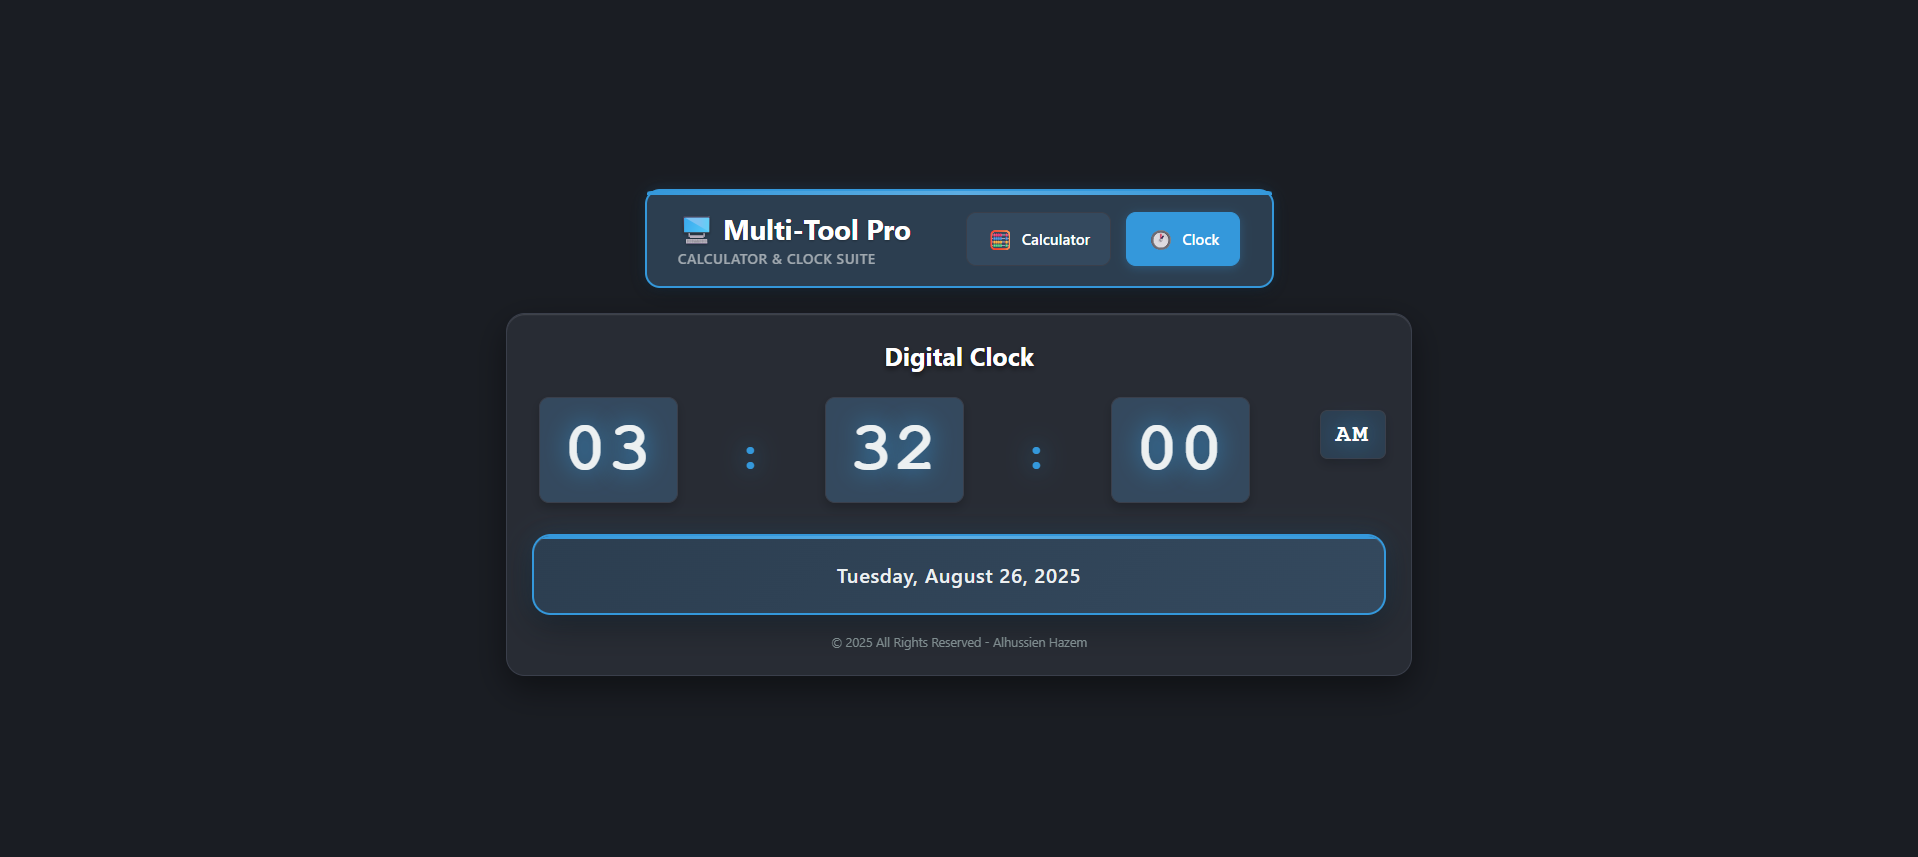 Multi-Tool Pro
CALCULATOR & CLOCK SUITE
Calculator
Clock
Digital Clock
03 : 32 : 00 AM
Tuesday, August 26, 2025
© 2025 All Rights Reserved - Alhussien Hazem